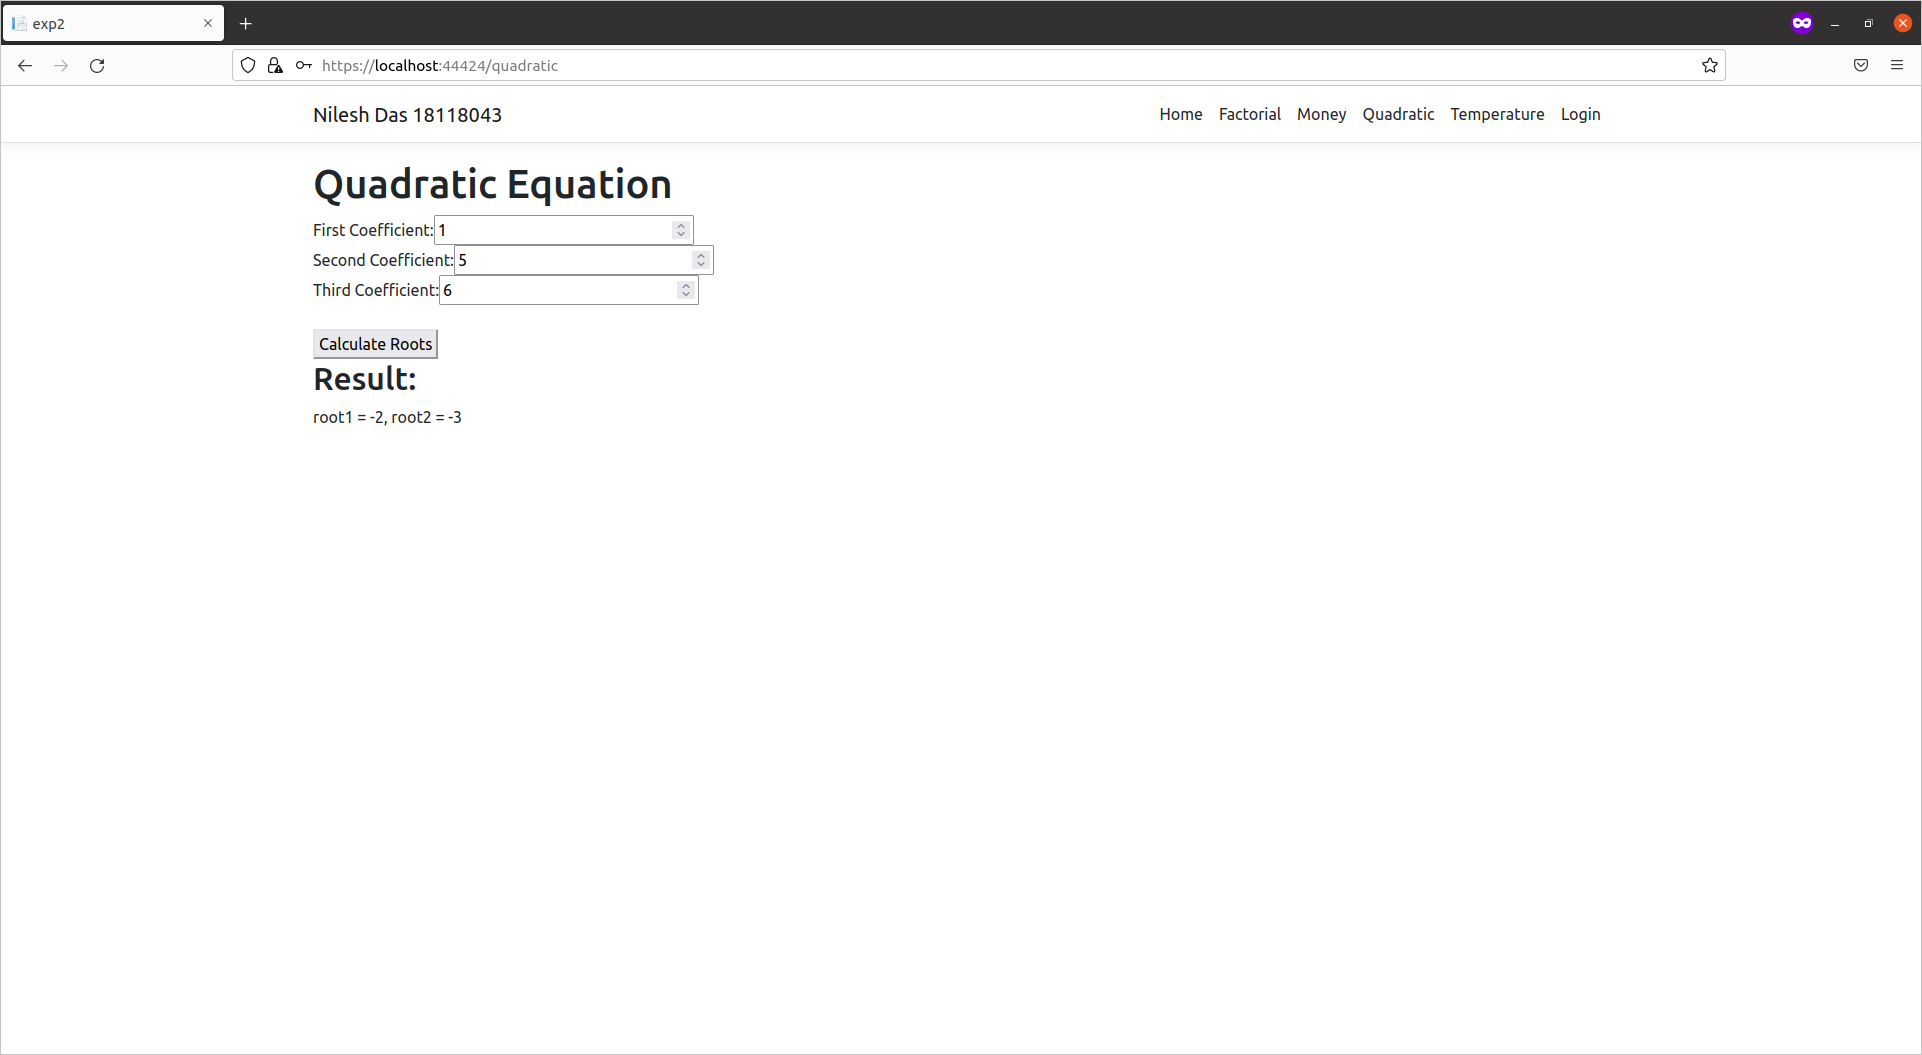 exp2
https://localhost:44424/quadratic
Nilesh Das 18118043
Home Factorial Money Quadratic Temperature Login
Quadratic Equation
First Coefficient: 1
Second Coefficient: 5
Third Coefficient: 6
Calculate Roots
Result:
root1 = -2, root2 = -3